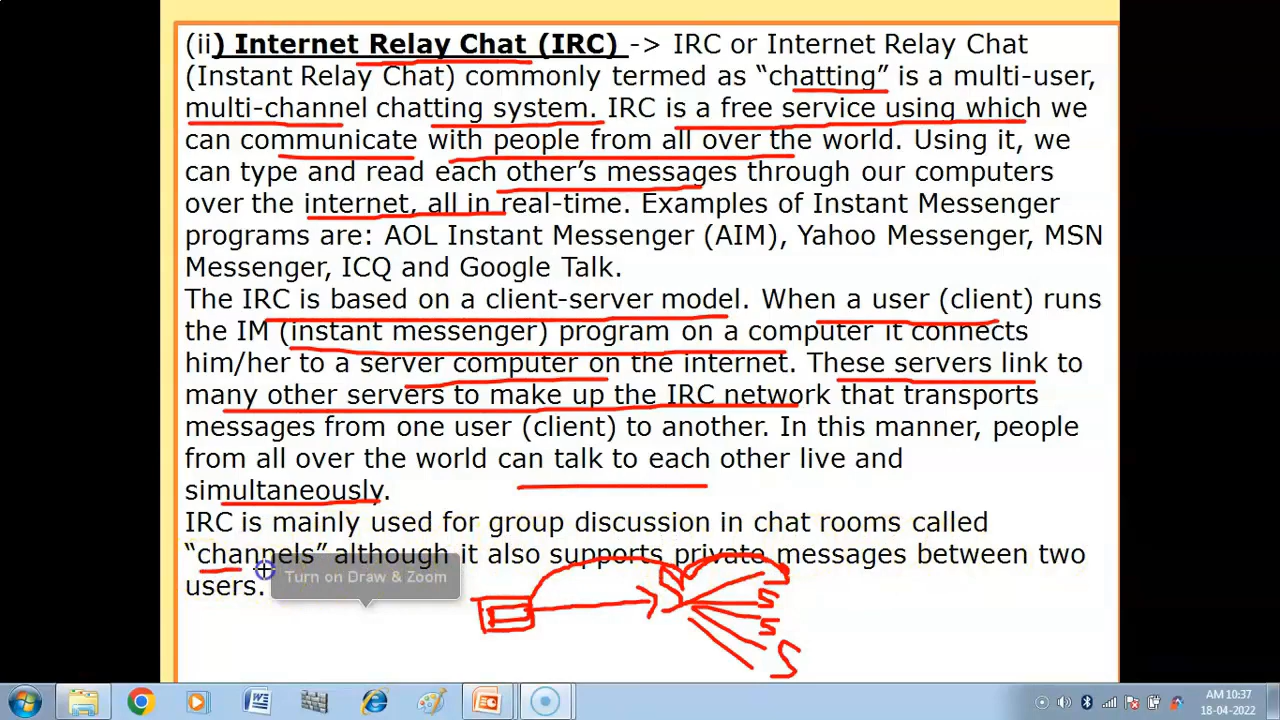 (ii) Internet Relay Chat (IRC) -> IRC or Internet Relay Chat
(Instant Relay Chat) commonly termed as “chatting” is a multi-user,
multi-channel chatting system. IRC is a free service using which we
can communicate with people from all over the world. Using it, we
can type and read each other’s messages through our computers
over the internet, all in real-time. Examples of Instant Messenger
programs are: AOL Instant Messenger (AIM), Yahoo Messenger, MSN
Messenger, ICQ and Google Talk.
The IRC is based on a client-server model. When a user (client) runs
the IM (instant messenger) program on a computer it connects
him/her to a server computer on the internet. These servers link to
many other servers to make up the IRC network that transports
messages from one user (client) to another. In this manner, people
from all over the world can talk to each other live and
simultaneously.
IRC is mainly used for group discussion in chat rooms called
“channels” although it also supports private messages between two
users.
Turn on Draw & Zoom
S
S
S
S
AM 10:37
18-04-2022